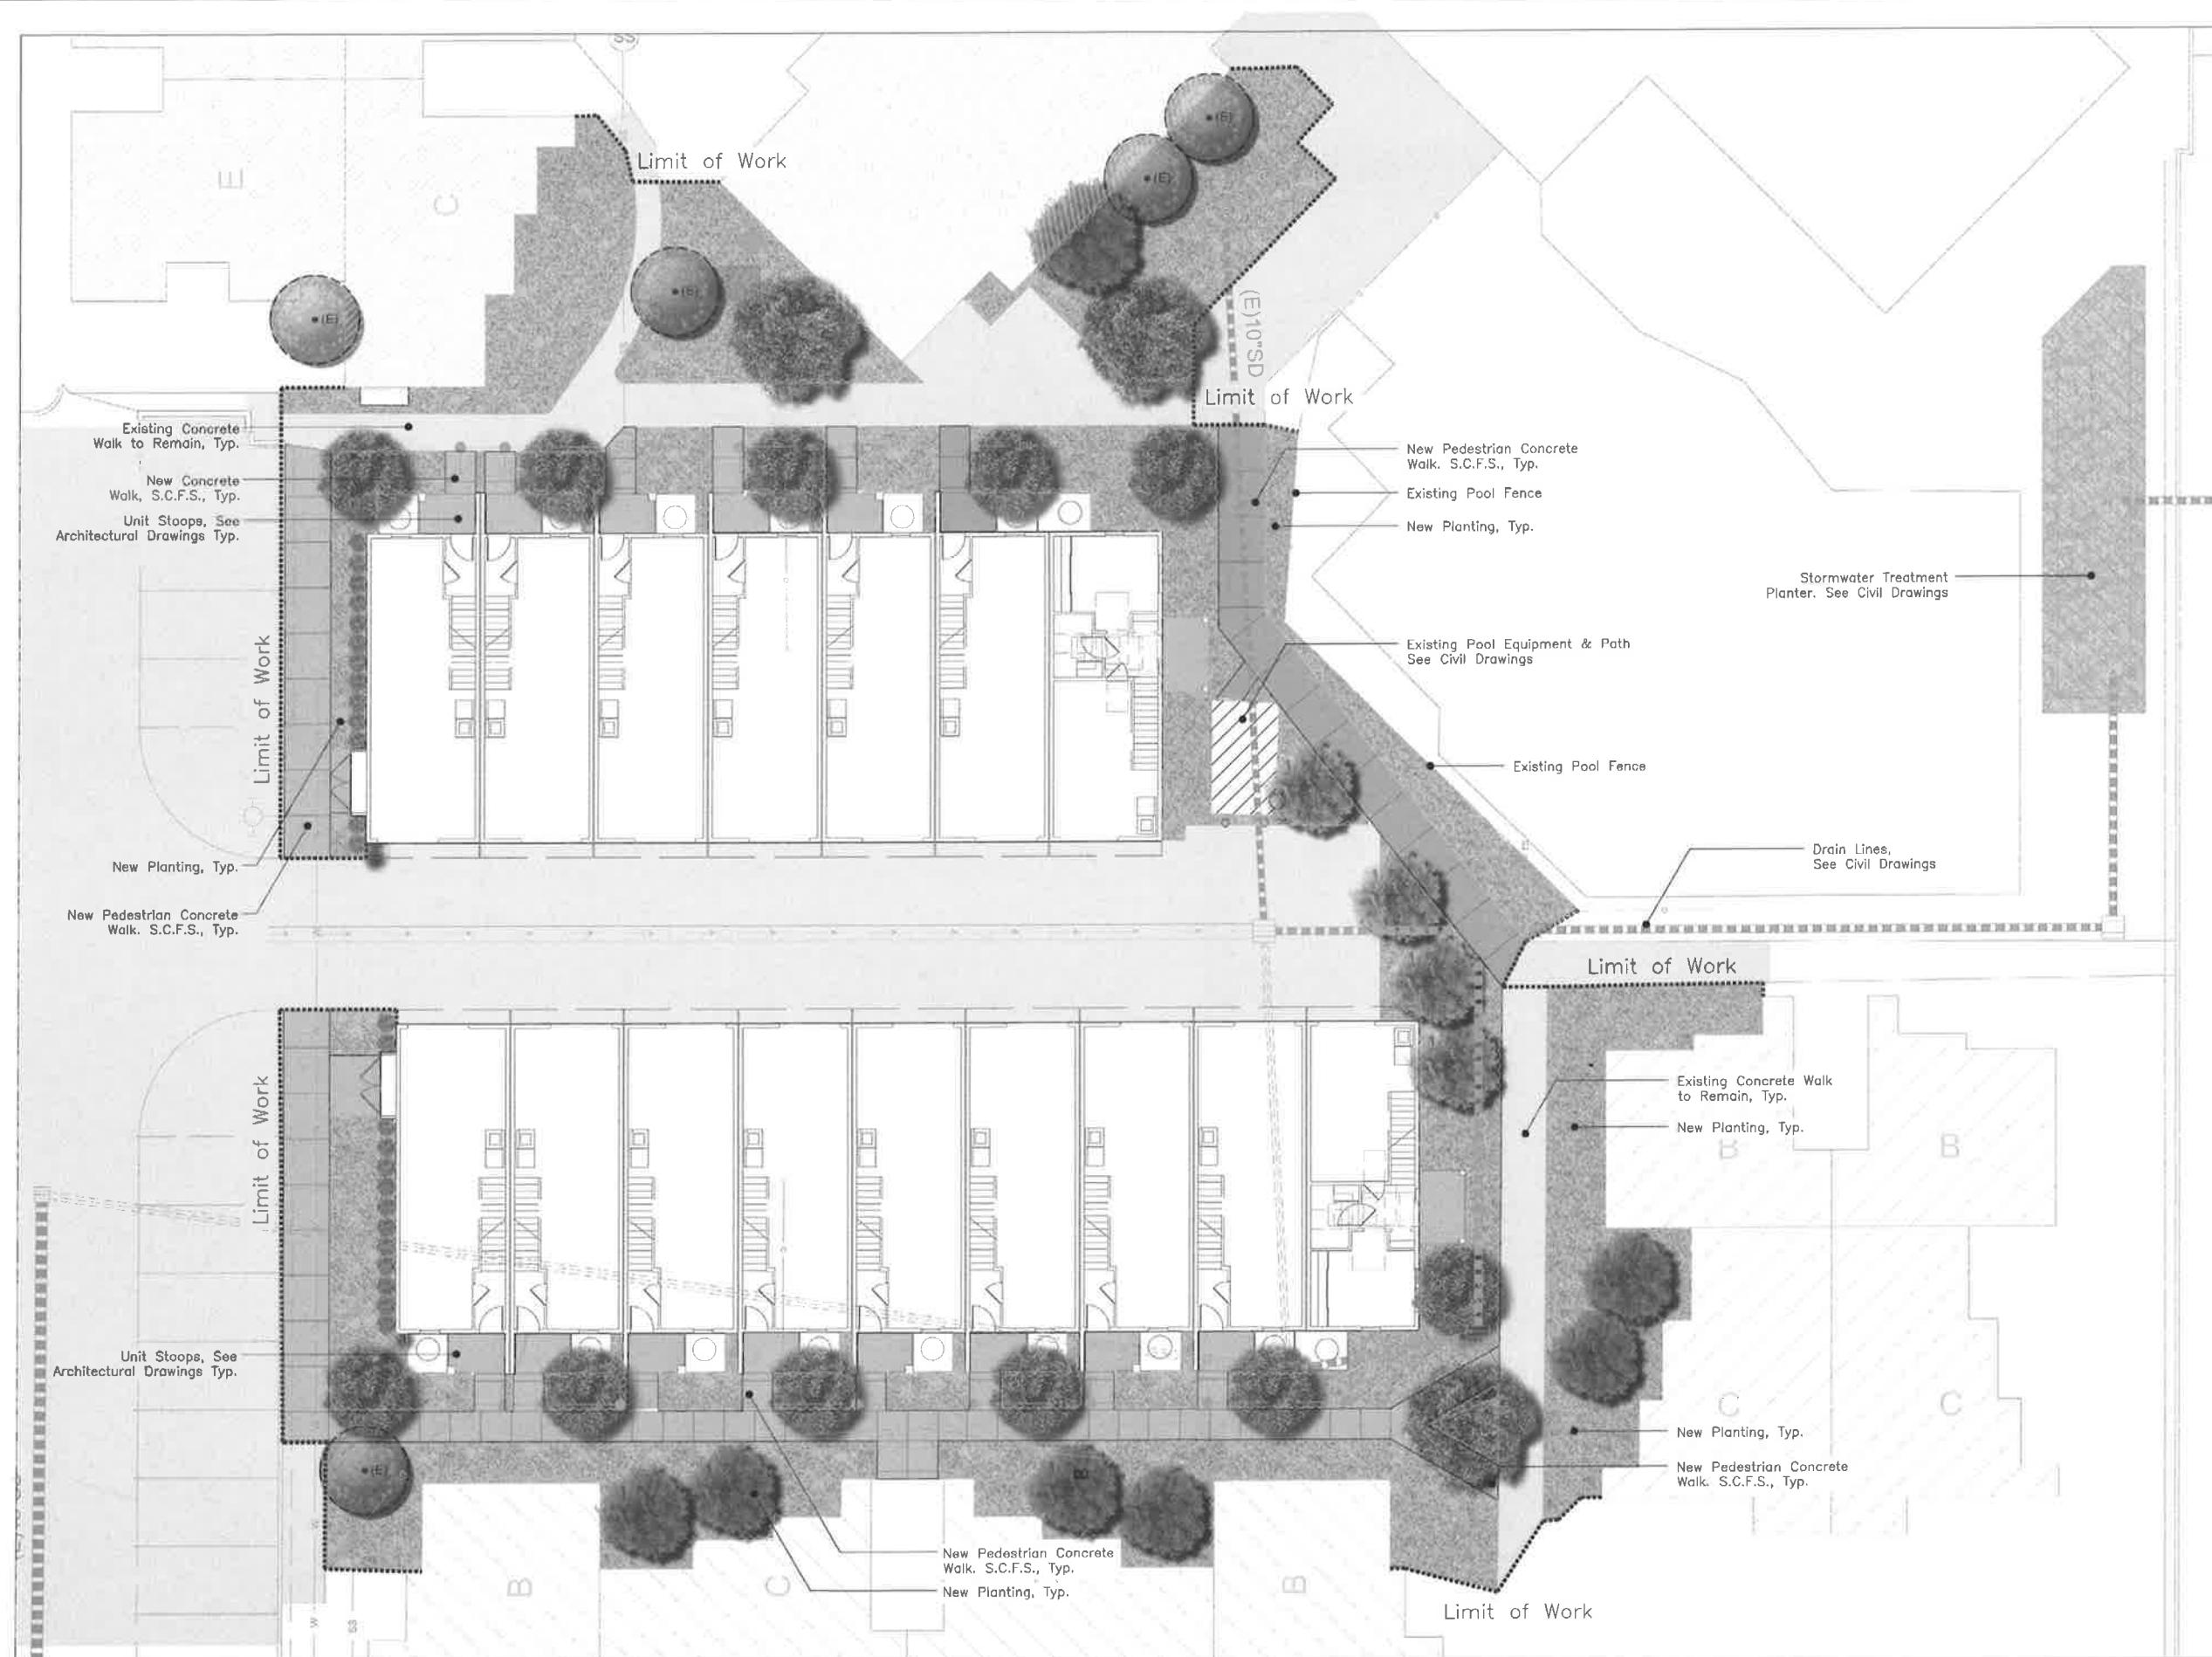 SS
Limit of Work
(E)
(E)
(E)
(E)
E
C
(E)10"SD
Limit of Work
Existing Concrete
Walk to Remain, Typ.
New Concrete
Walk, S.C.F.S., Typ.
Unit Stoops, See
Architectural Drawings Typ.
New Pedestrian Concrete
Walk. S.C.F.S., Typ.
Existing Pool Fence
New Planting, Typ.
Stormwater Treatment
Planter. See Civil Drawings
Existing Pool Equipment & Path
See Civil Drawings
Limit of Work
Existing Pool Fence
Drain Lines,
See Civil Drawings
New Planting, Typ.
New Pedestrian Concrete
Walk. S.C.F.S., Typ.
Limit of Work
Limit of Work
Existing Concrete Walk
to Remain, Typ.
New Planting, Typ.
B
B
Unit Stoops, See
Architectural Drawings Typ.
C
C
New Planting, Typ.
New Pedestrian Concrete
Walk. S.C.F.S., Typ.
(E)
New Pedestrian Concrete
Walk. S.C.F.S., Typ.
New Planting, Typ.
B
C
B
W
W
SS
Limit of Work